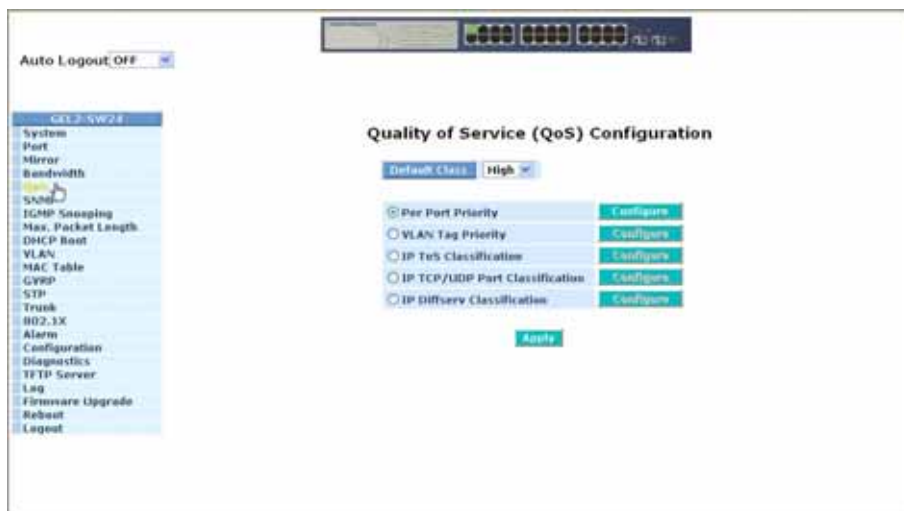 Auto Logout OFF
GEL2-SW24
System
Port
Mirror
Bandwidth
QoS
SNMP
IGMP Snooping
Max. Packet Length
DHCP Boot
VLAN
MAC Table
GVRP
STP
Trunk
802.1X
Alarm
Configuration
Diagnostics
TFTP Server
Log
Firmware Upgrade
Reboot
Logout
Quality of Service (QoS) Configuration
Default Class High
Per Port Priority Configure
VLAN Tag Priority Configure
IP ToS Classification Configure
IP TCP/UDP Port Classification Configure
IP Diffserv Classification Configure
Apply